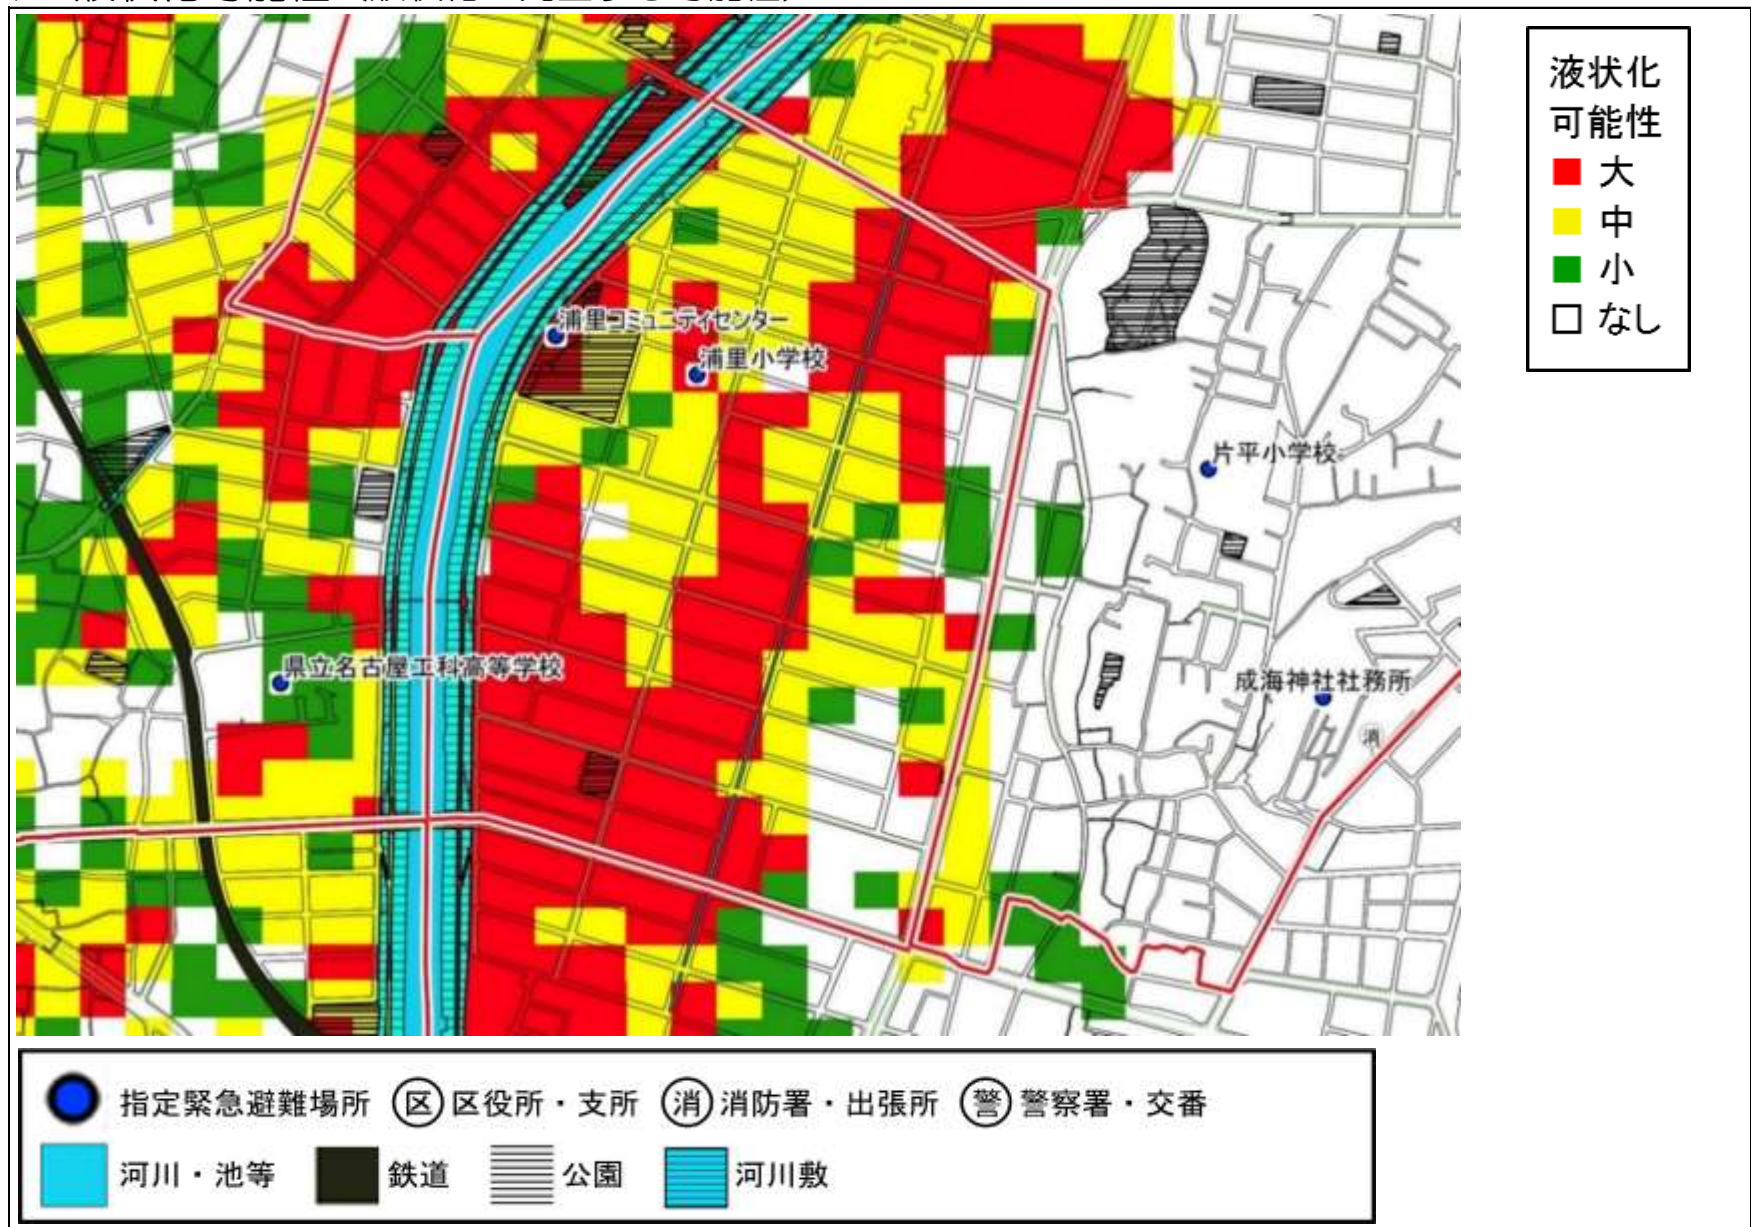 液状化
可能性
大
中
小
なし
浦里コミュニティセンター
浦里小学校
片平小学校
県立名古屋工科高等学校
成海神社社務所
消
指定緊急避難場所 区 区役所・支所 消 消防署・出張所 警 警察署・交番
河川・池等 鉄道 公園 河川敷